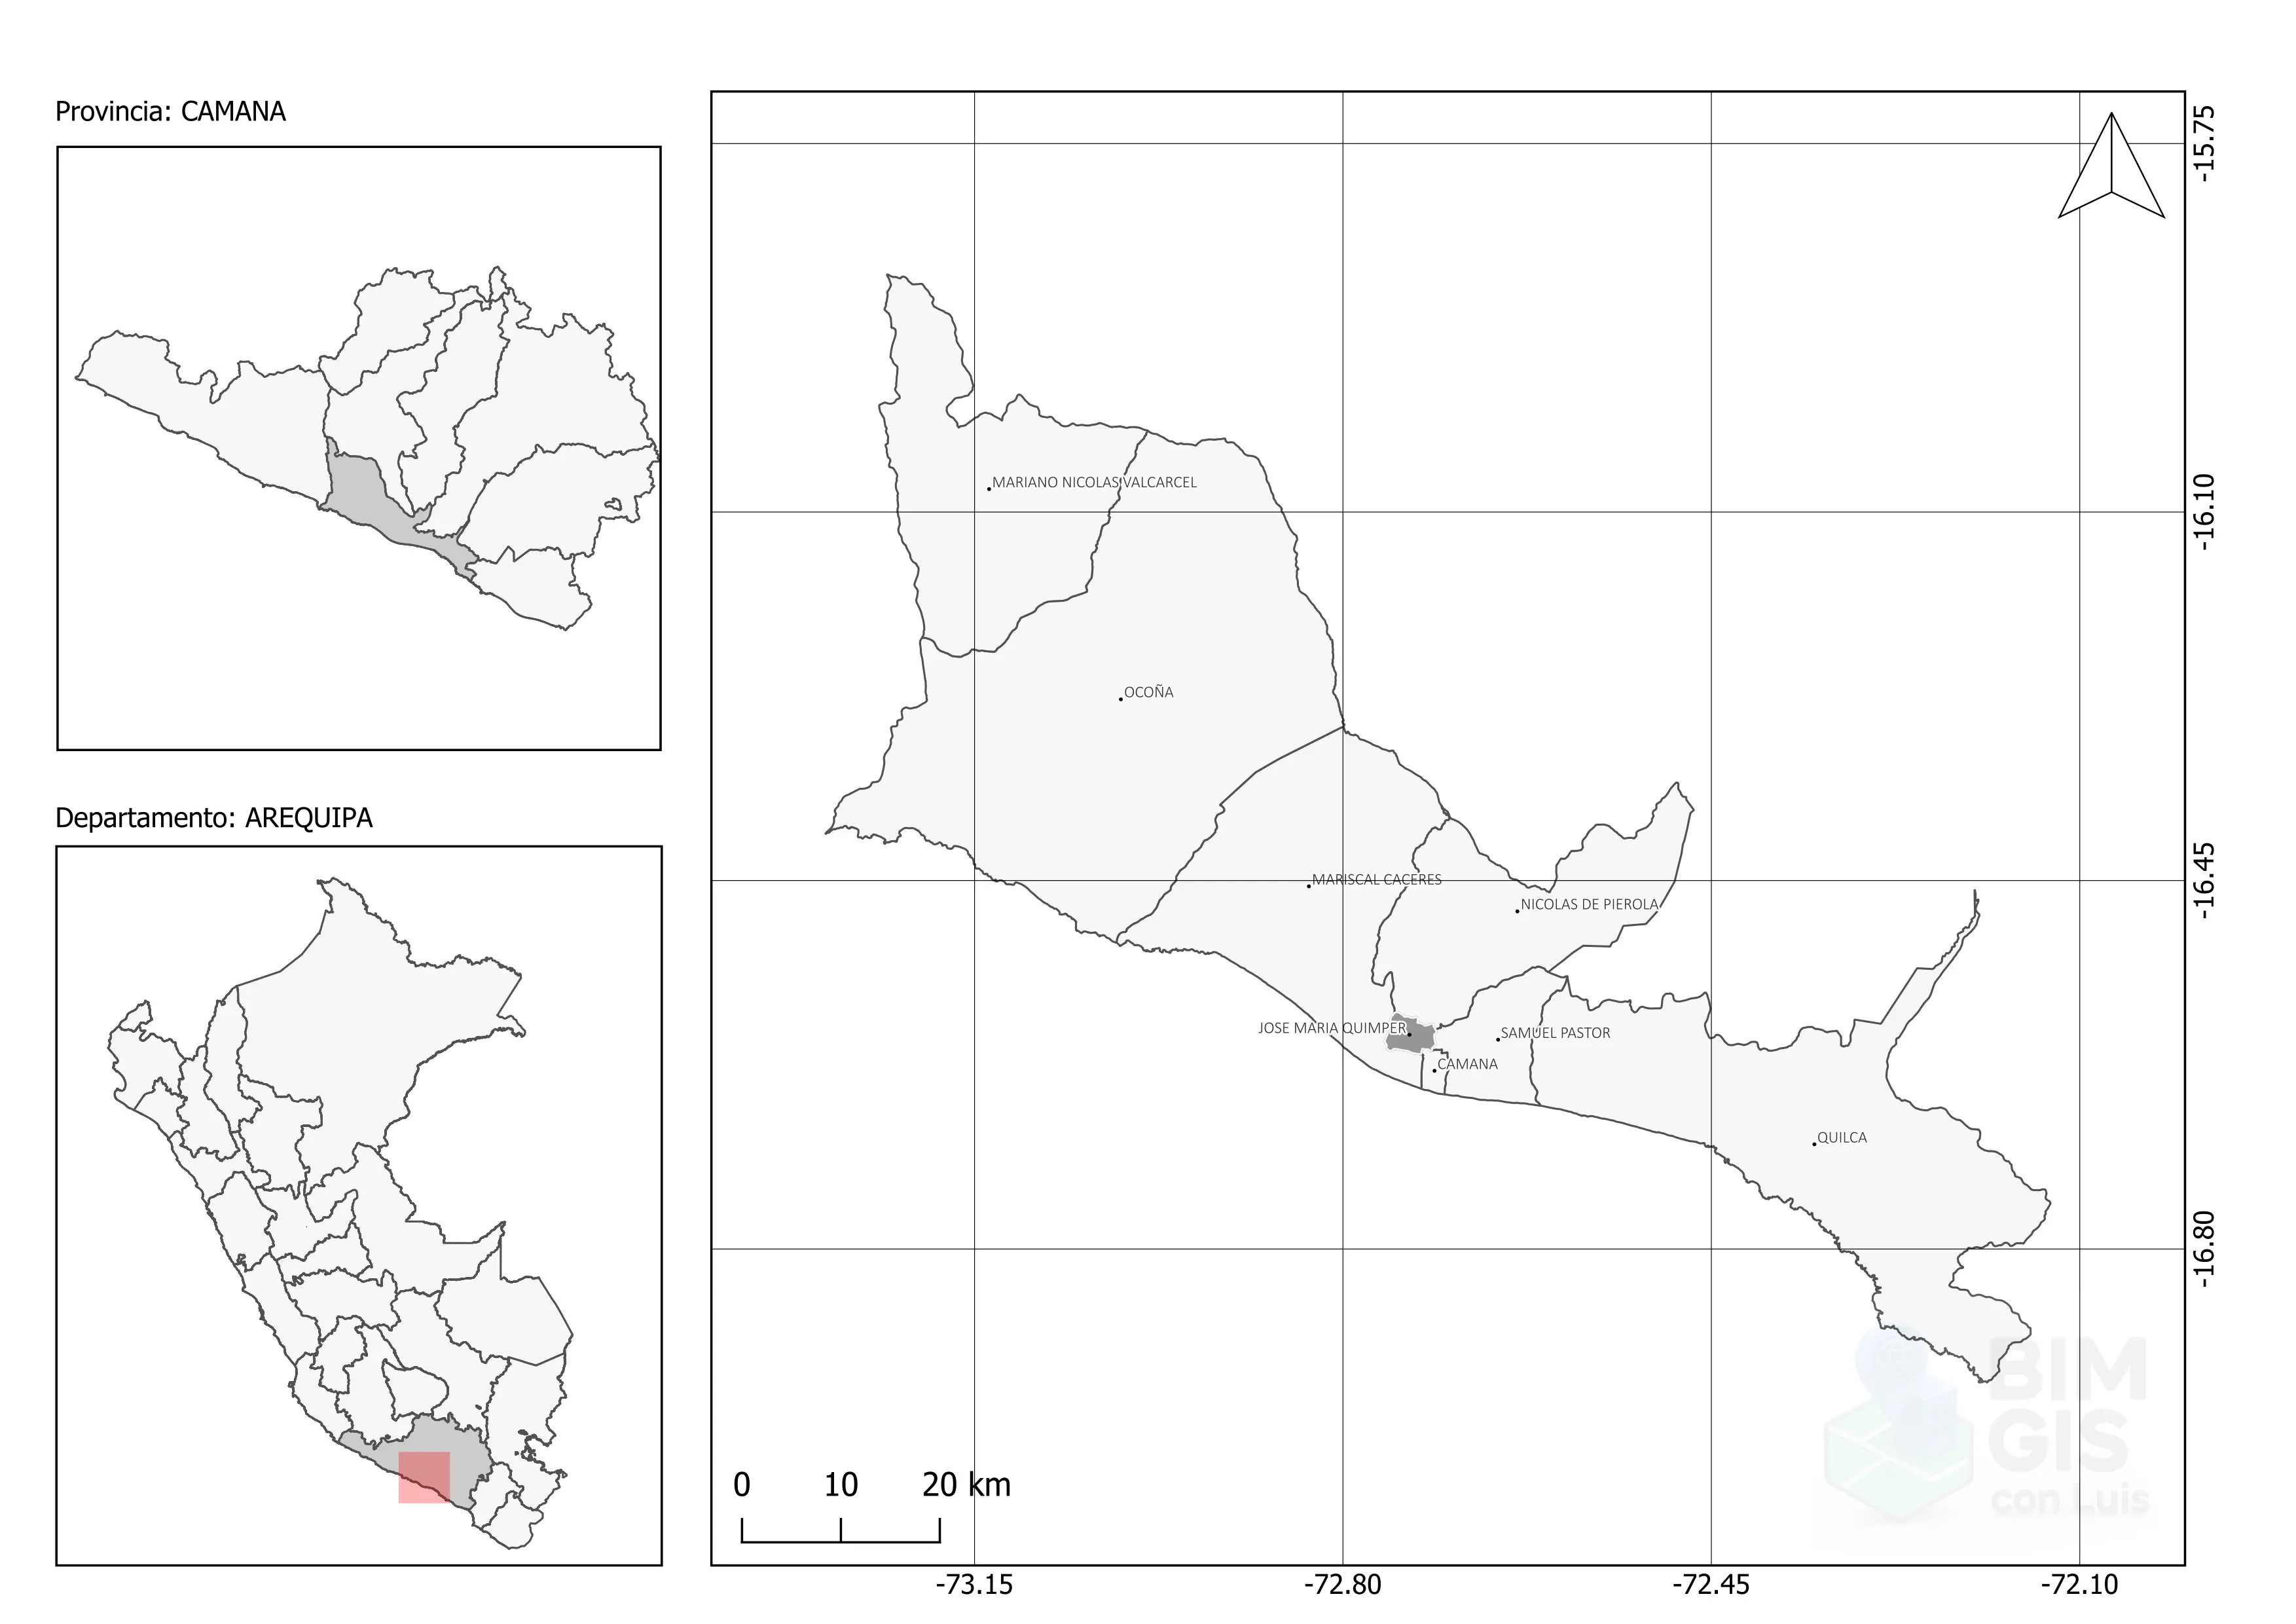 Provincia: CAMANA
Departamento: AREQUIPA
-15.75
-16.10
-16.45
-16.80
MARIANO NICOLAS VALCARCEL
OCOÑA
MARISCAL CACERES
NICOLAS DE PIEROLA
JOSE MARIA QUIMPER
SAMUEL PASTOR
CAMANA
QUILCA
BIM
GIS
con Luis
0 10 20 km
-73.15 -72.80 -72.45 -72.10